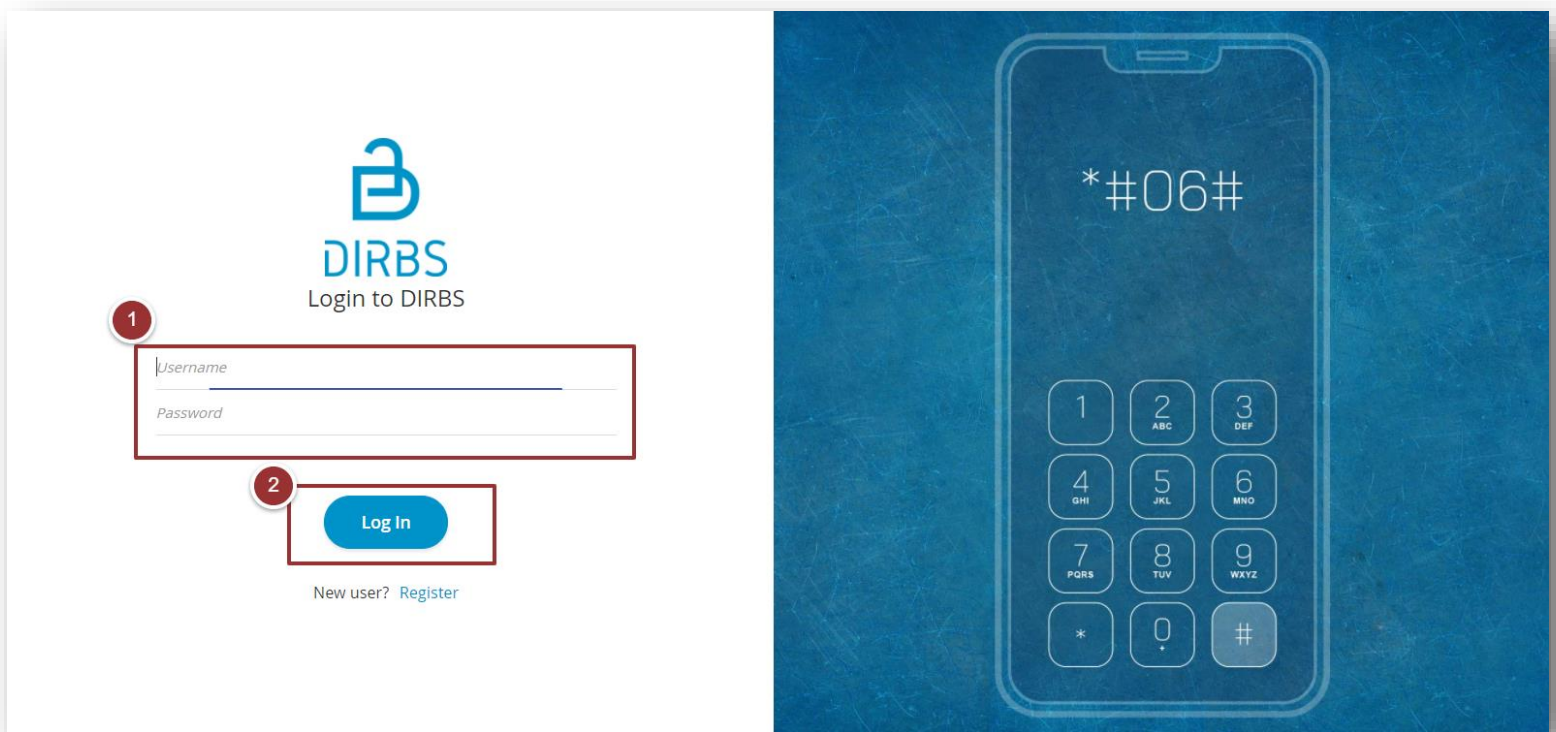 DIRBS
Login to DIRBS
1
Username
Password
2
Log In
New user? Register
*#06#
1 2 3
ABC DEF
4 5 6
GHI JKL MNO
7 8 9
PQRS TUV WXYZ
* 0 #
+